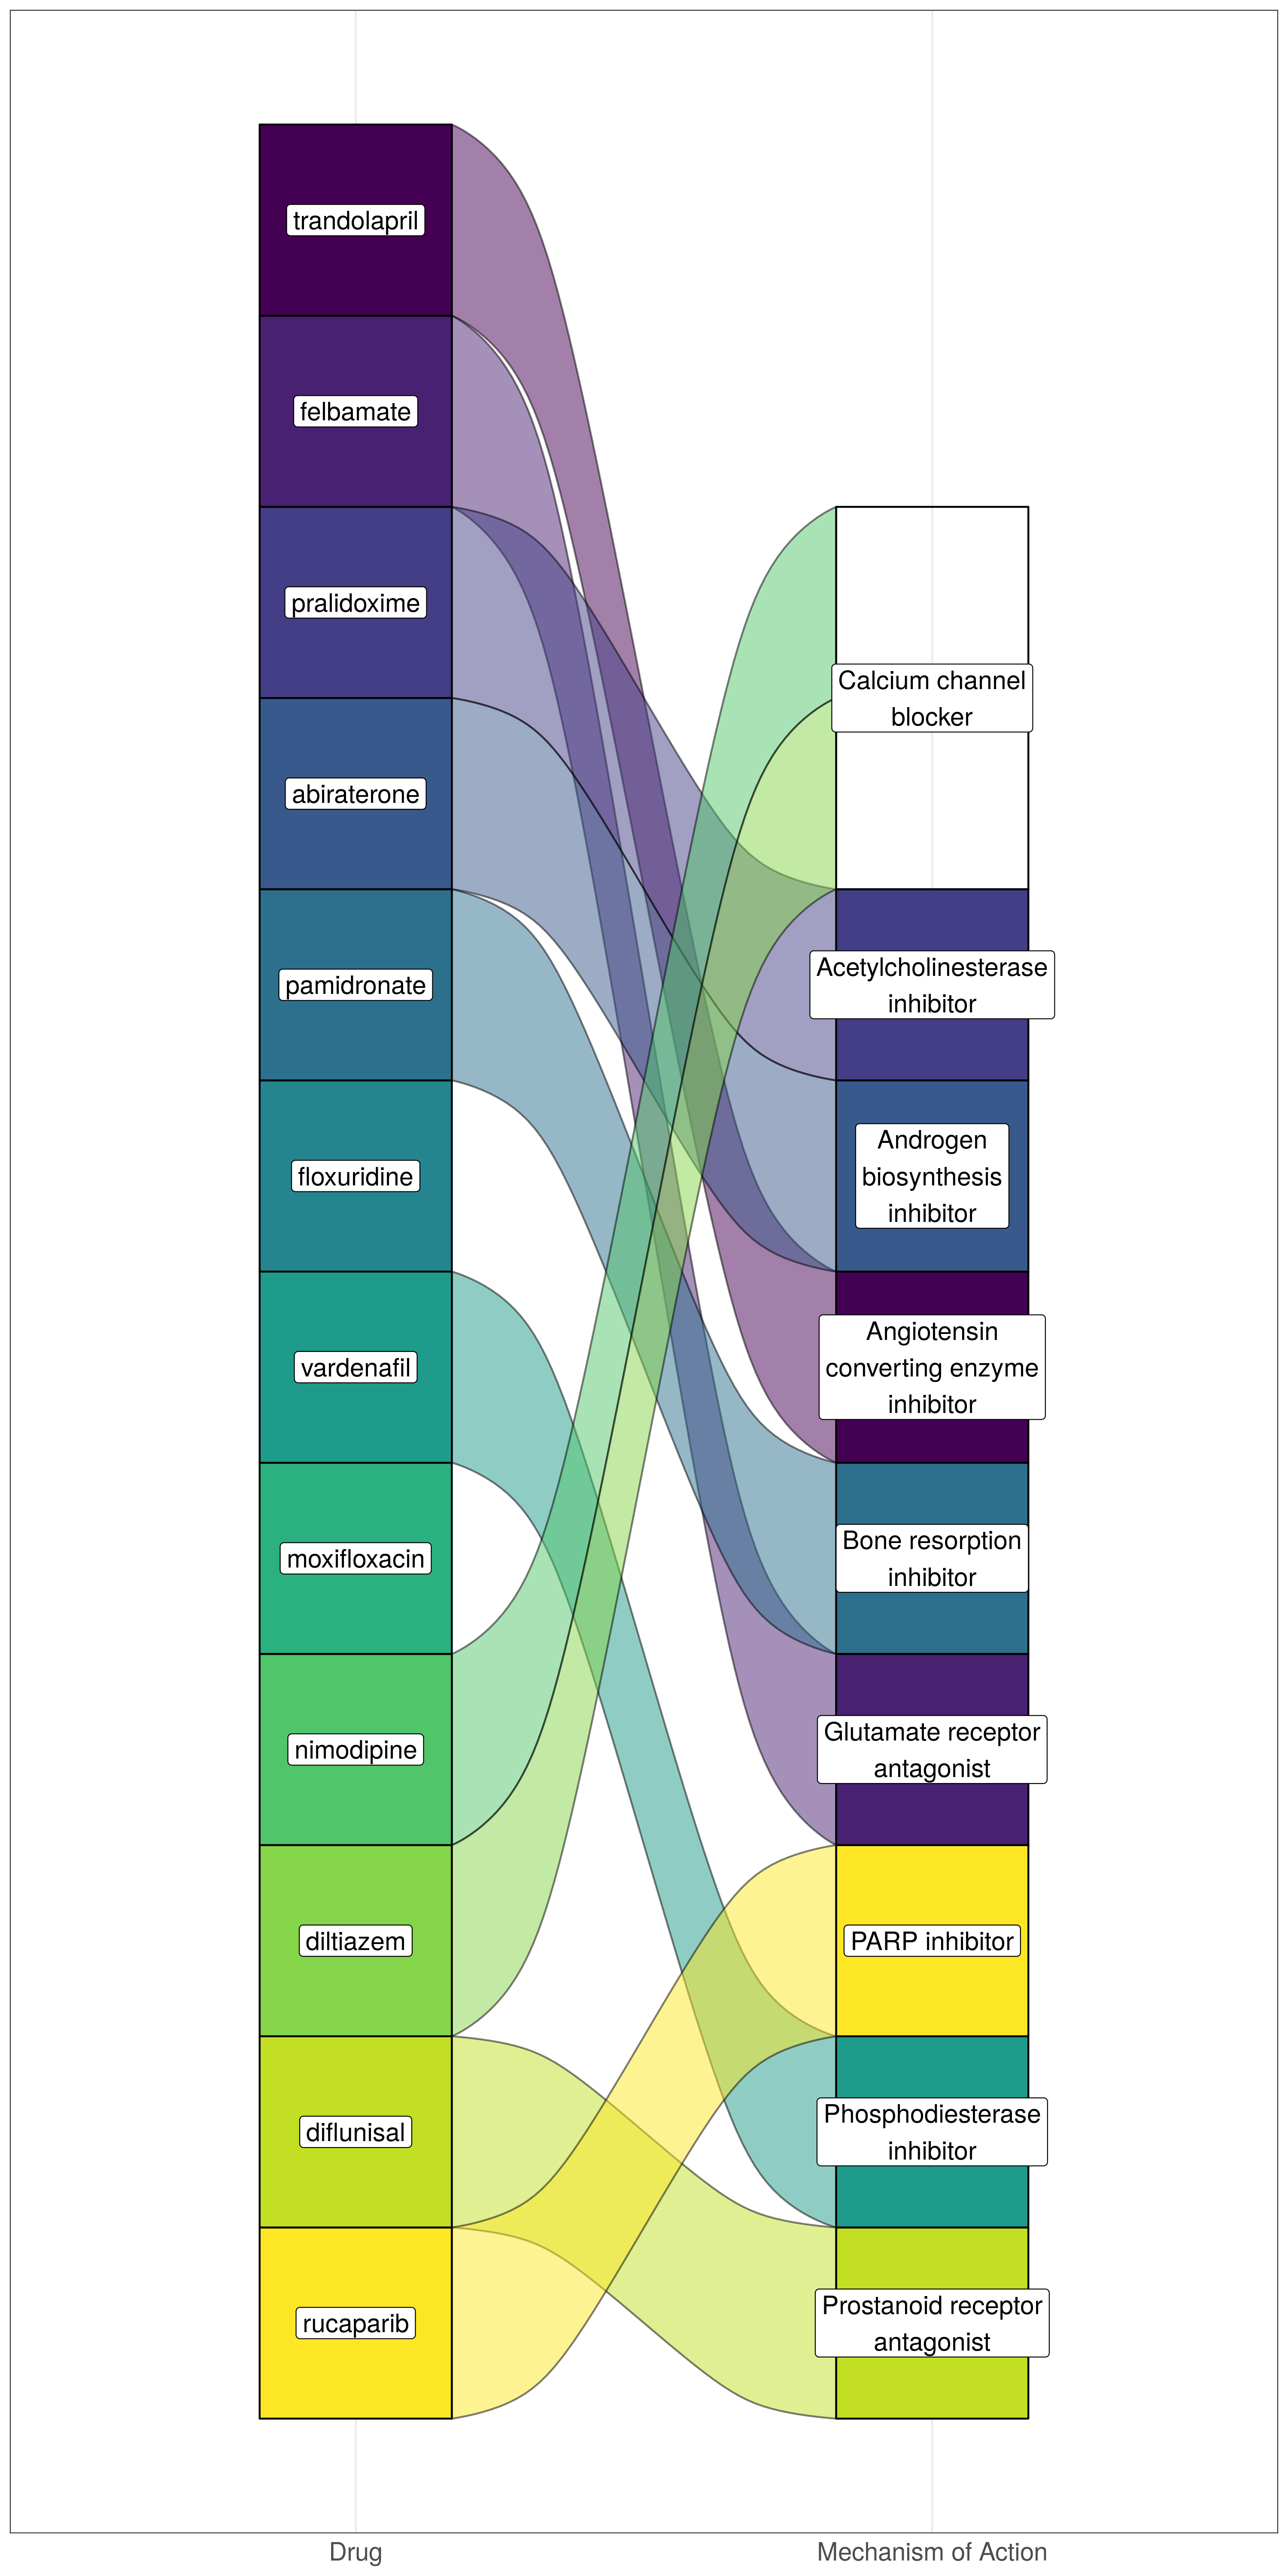 trandolapril
felbamate
pralidoxime
abiraterone
pamidronate
floxuridine
vardenafil
moxifloxacin
nimodipine
diltiazem
diflunisal
rucaparib
Calcium channel
blocker
Acetylcholinesterase
inhibitor
Androgen
biosynthesis
inhibitor
Angiotensin
converting enzyme
inhibitor
Bone resorption
inhibitor
Glutamate receptor
antagonist
PARP inhibitor
Phosphodiesterase
inhibitor
Prostanoid receptor
antagonist
Drug
Mechanism of Action